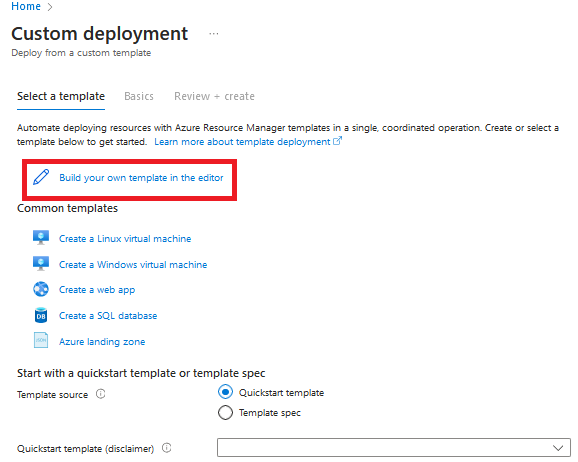 Home >
Custom deployment ...
Deploy from a custom template
Select a template Basics Review + create
Automate deploying resources with Azure Resource Manager templates in a single, coordinated operation. Create or select a
template below to get started. Learn more about template deployment
Build your own template in the editor
Common templates
Create a Linux virtual machine
Create a Windows virtual machine
Create a web app
DB
Create a SQL database
Azure landing zone
Start with a quickstart template or template spec
Template source Quickstart template
Template spec
Quickstart template (disclaimer)